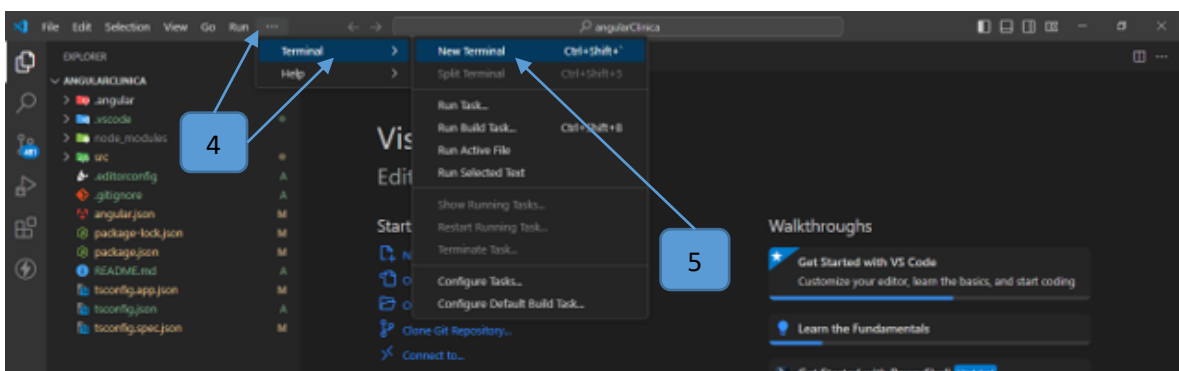 File Edit Selection View Go Run ... angularClinica
EXPLORER
ANGULARCLINICA
.angular
.vscode
node_modules
src
.editorconfig A
.gitignore A
angular.json M
package-lock.json M
package.json M
README.md A
tsconfig.app.json M
tsconfig.json A
tsconfig.spec.json M
4
Terminal
Help
New Terminal Ctrl+Shift+`
Split Terminal Ctrl+Shift+5
Run Task...
Run Build Task... Ctrl+Shift+B
Run Active File
Run Selected Text
Show Running Tasks...
Restart Running Task...
Terminate Task...
Configure Tasks...
Configure Default Build Task...
5
Vis
Edit
Start
N
O
O
Clone Git Repository...
Connect to...
Walkthroughs
Get Started with VS Code
Customize your editor, learn the basics, and start coding
Learn the Fundamentals